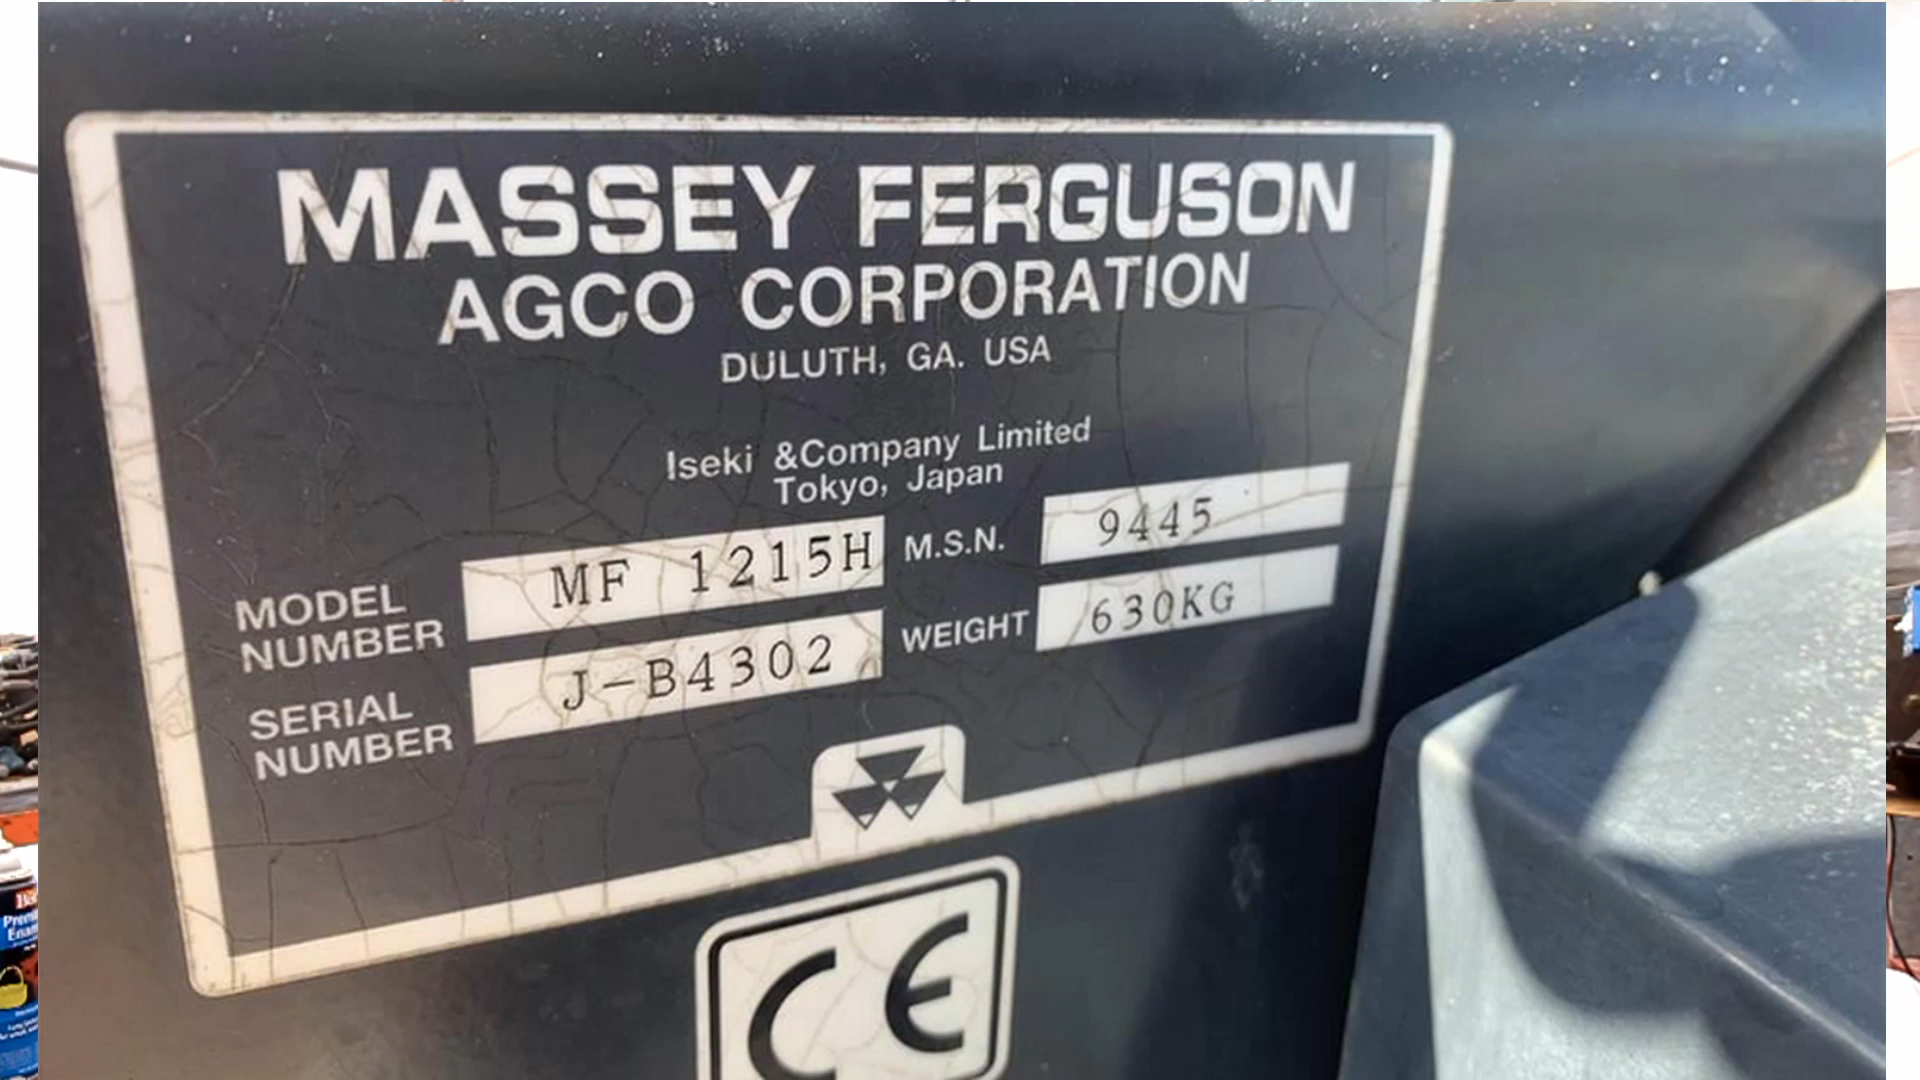 MASSEY FERGUSON
AGCO CORPORATION
DULUTH, GA. USA
Iseki &Company Limited
Tokyo, Japan
MODEL NUMBER MF 1215H M.S.N. 9445
SERIAL NUMBER J-B4302 WEIGHT 630KG
CE